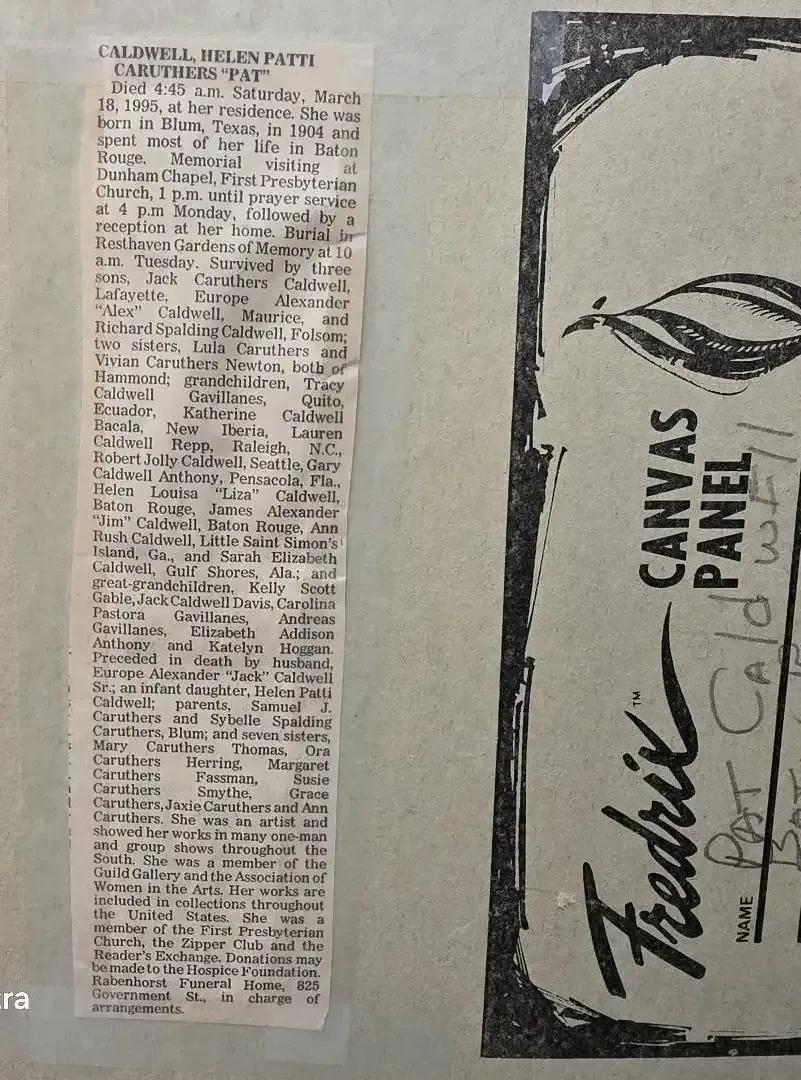 CALDWELL, HELEN PATTI
CARUTHERS "PAT"
Died 4:45 a.m. Saturday, March
18, 1995, at her residence. She was
born in Blum, Texas, in 1904 and
spent most of her life in Baton
Rouge. Memorial visiting at
Dunham Chapel, First Presbyterian
Church, 1 p.m. until prayer service
at 4 p.m Monday, followed by a
reception at her home. Burial in
Resthaven Gardens of Memory at 10
a.m. Tuesday. Survived by three
sons, Jack Caruthers Caldwell,
Lafayette, Europe Alexander
"Alex" Caldwell, Maurice, and
Richard Spalding Caldwell, Folsom;
two sisters, Lula Caruthers and
Vivian Caruthers Newton, both of
Hammond; grandchildren, Tracy
Caldwell Gavillanes, Quito,
Ecuador, Katherine Caldwell
Bacala, New Iberia, Lauren
Caldwell Repp, Raleigh, N.C.,
Robert Jolly Caldwell, Seattle, Gary
Caldwell Anthony, Pensacola, Fla.,
Helen Louisa "Liza" Caldwell,
Baton Rouge, James Alexander
"Jim" Caldwell, Baton Rouge, Ann
Rush Caldwell, Little Saint Simon's
Island, Ga., and Sarah Elizabeth
Caldwell, Gulf Shores, Ala.; and
great-grandchildren, Kelly Scott
Gable, Jack Caldwell Davis, Carolina
Pastora Gavillanes, Andreas
Gavillanes, Elizabeth Addison
Anthony and Katelyn Hoggan.
Preceded in death by husband,
Europe Alexander "Jack" Caldwell
Sr.; an infant daughter, Helen Patti
Caldwell; parents, Samuel J.
Caruthers and Sybelle Spalding
Caruthers, Blum; and seven sisters,
Mary Caruthers Thomas, Ora
Caruthers Herring, Margaret
Caruthers Fassman, Susie
Caruthers Smythe, Grace
Caruthers, Jaxie Caruthers and Ann
Caruthers. She was an artist and
showed her works in many one-man
and group shows throughout the
South. She was a member of the
Guild Gallery and the Association of
Women in the Arts. Her works are
included in collections throughout
the United States. She was a
member of the First Presbyterian
Church, the Zipper Club and the
Reader's Exchange. Donations may
be made to the Hospice Foundation.
Rabenhorst Funeral Home, 825
Government St., in charge of
arrangements.
Fredrix™
CANVAS
PANEL
NAME PAT CaldwEll